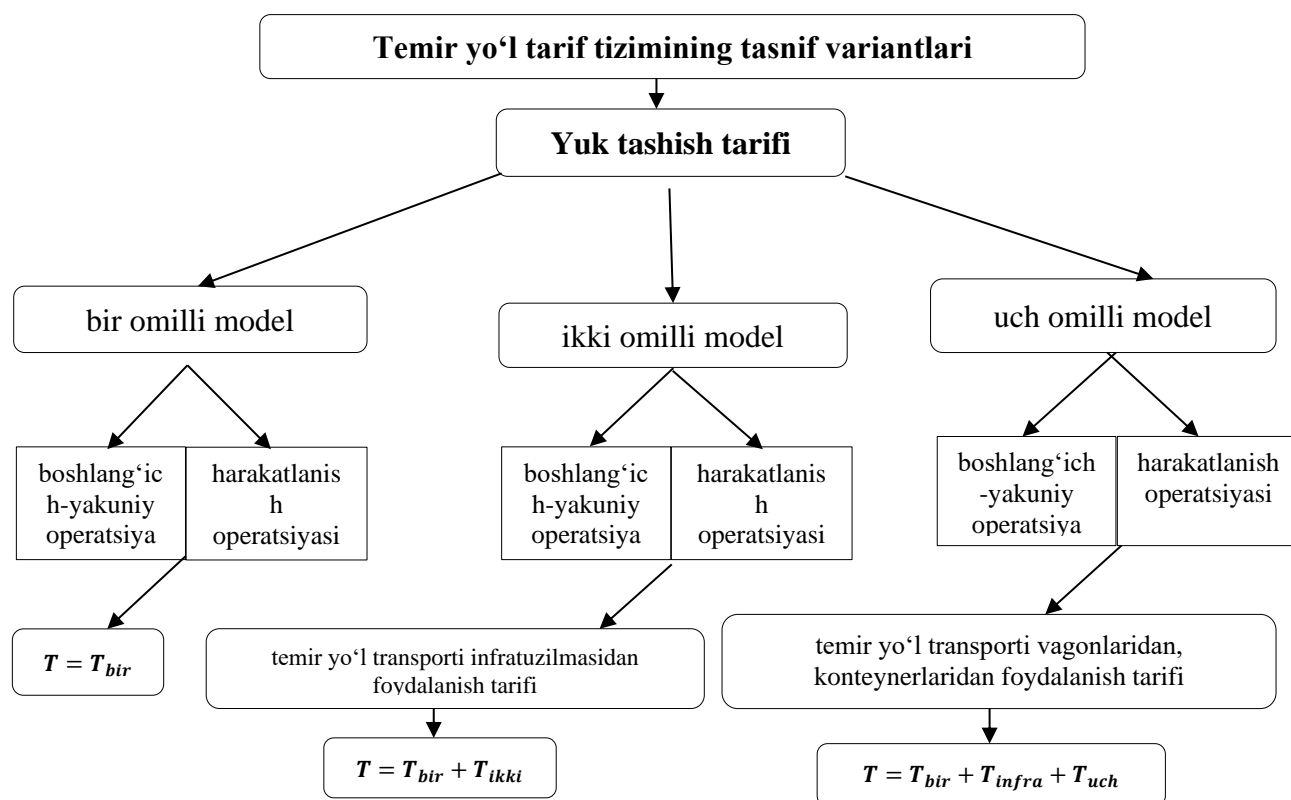 Temir yo‘l tarif tizimining tasnif variantlari
Yuk tashish tarifi
bir omilli model
ikki omilli model
uch omilli model
boshlang‘ic
h-yakuniy
operatsiya
harakatlanis
h
operatsiyasi
boshlang‘ic
h-yakuniy
operatsiya
harakatlanis
h
operatsiyasi
boshlang‘ich
-yakuniy
operatsiya
harakatlanish
operatsiyasi
T = T_bir
temir yo‘l transporti infratuzilmasidan
foydalanish tarifi
temir yo‘l transporti vagonlaridan,
konteynerlaridan foydalanish tarifi
T = T_bir + T_ikki
T = T_bir + T_infra + T_uch